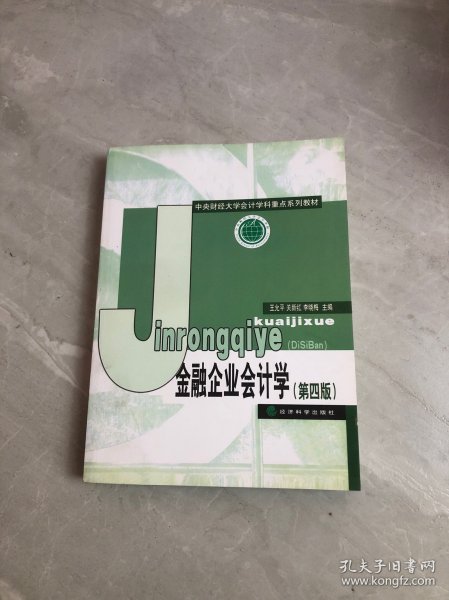 中央财经大学会计学科重点系列教材
王允平 关新红 李晓梅 主编
kuaijixue
Jinrongqiye
(DiSiBan)
金融企业会计学(第四版)
经济科学出版社
孔夫子旧书网
www.kongfz.com